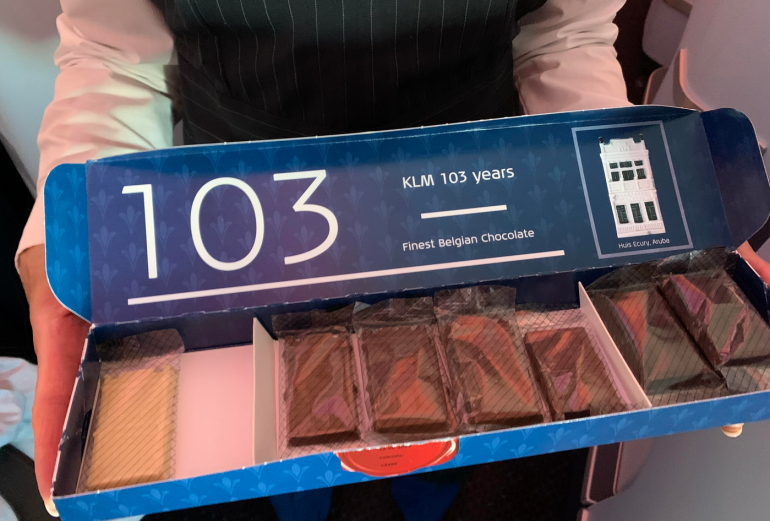 103
KLM 103 years
Finest Belgian Chocolate
Huis Ecury, Aruba